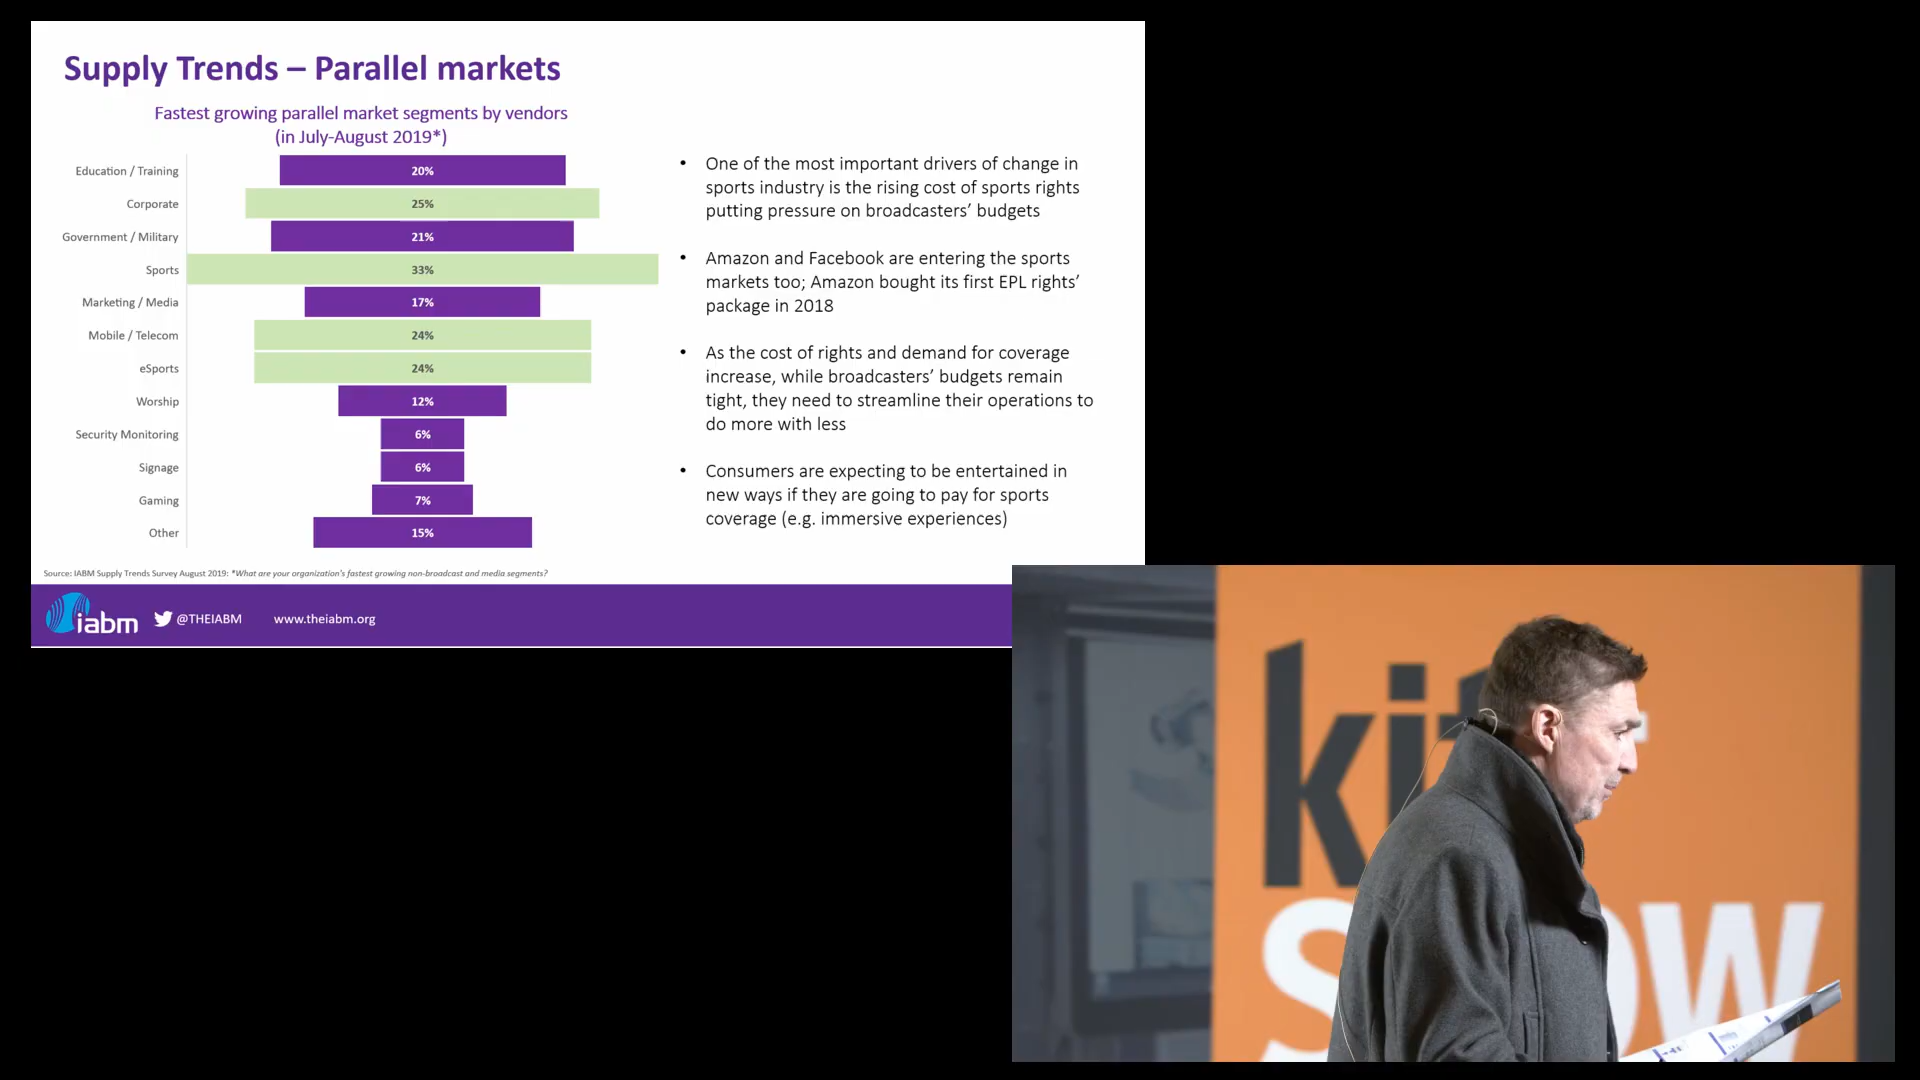 Supply Trends – Parallel markets
Fastest growing parallel market segments by vendors
(in July-August 2019*)
Education / Training
20%
Corporate
25%
Government / Military
21%
Sports
33%
Marketing / Media
17%
Mobile / Telecom
24%
eSports
24%
Worship
12%
Security Monitoring
6%
Signage
6%
Gaming
7%
Other
15%
Source: IABM Supply Trends Survey August 2019: *What are your organization's fastest growing non-broadcast and media segments?
• One of the most important drivers of change in
sports industry is the rising cost of sports rights
putting pressure on broadcasters’ budgets
• Amazon and Facebook are entering the sports
markets too; Amazon bought its first EPL rights’
package in 2018
• As the cost of rights and demand for coverage
increase, while broadcasters’ budgets remain
tight, they need to streamline their operations to
do more with less
• Consumers are expecting to be entertained in
new ways if they are going to pay for sports
coverage (e.g. immersive experiences)
iabm
@THEIABM
www.theiabm.org